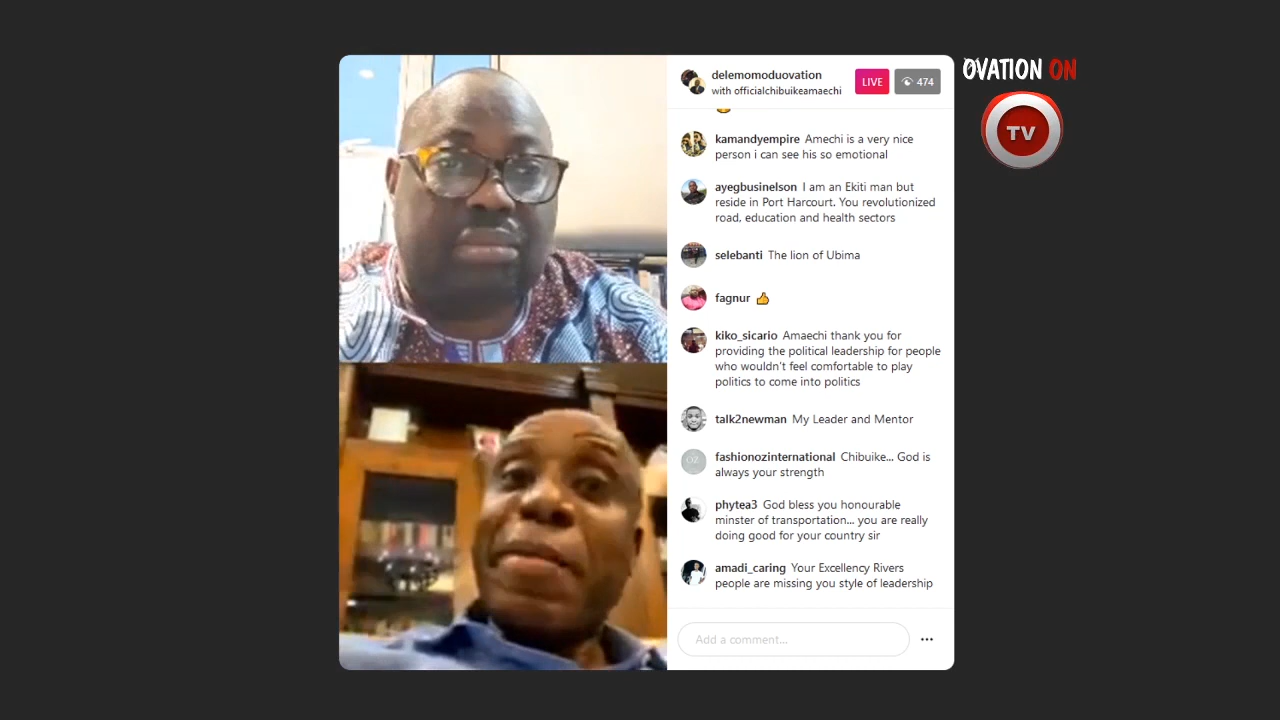 delemomoduovation
with officialchibuikeamaechi
LIVE
474
OVATION ON
TV
kamandyempire Amechi is a very nice
person i can see his so emotional
ayegbusinelson I am an Ekiti man but
reside in Port Harcourt. You revolutionized
road, education and health sectors
selebanti The lion of Ubima
fagnur 👍
kiko_sicario Amaechi thank you for
providing the political leadership for people
who wouldn't feel comfortable to play
politics to come into politics
talk2newman My Leader and Mentor
OZ
fashionozinternational Chibuike... God is
always your strength
phytea3 God bless you honourable
minster of transportation... you are really
doing good for your country sir
amadi_caring Your Excellency Rivers
people are missing you style of leadership
Add a comment...